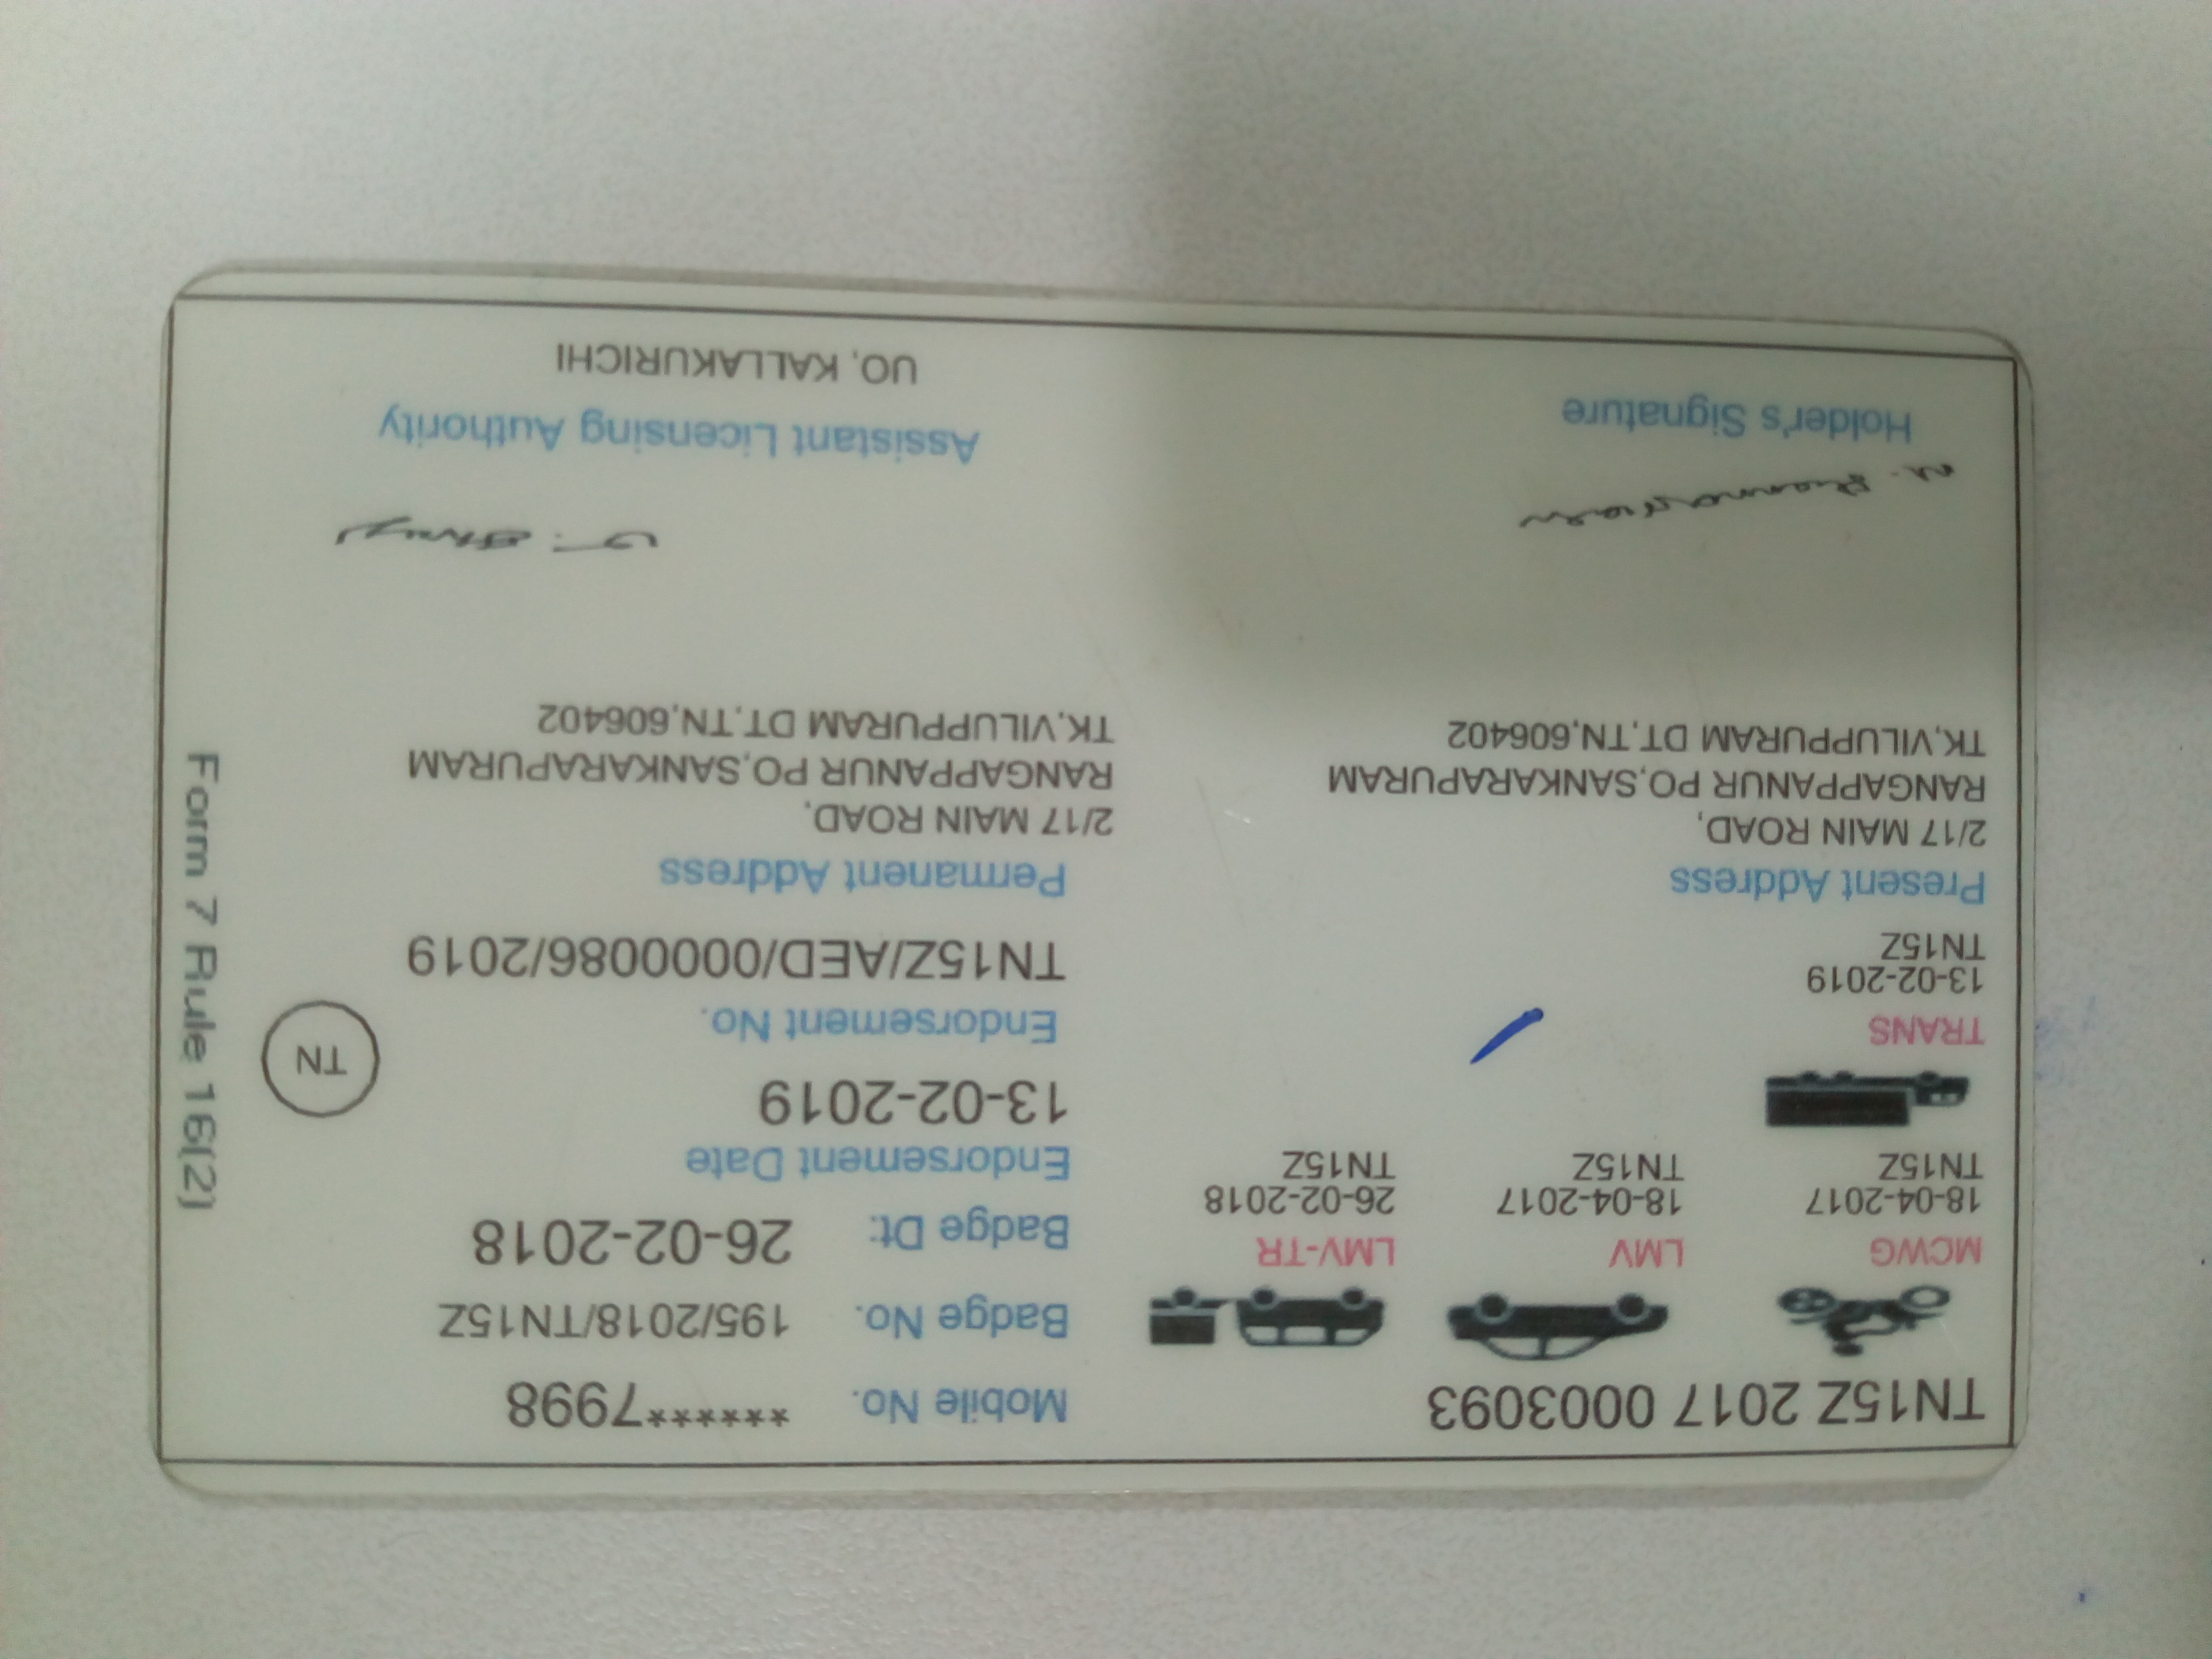 TN15Z 2017 0003093
MCWG
18-04-2017
TN15Z
LMV
18-04-2017
TN15Z
LMV-TR
26-02-2018
TN15Z
TRANS
13-02-2019
TN15Z
Present Address
2/17 MAIN ROAD,
RANGAPPANUR PO,SANKARAPURAM
TK,VILUPPURAM DT,TN,606402
Holder's Signature
Mobile No. ******7998
Badge No. 195/2018/TN15Z
Badge Dt: 26-02-2018
Endorsement Date
13-02-2019
Endorsement No.
TN15Z/AED/0000086/2019
Permanent Address
2/17 MAIN ROAD,
RANGAPPANUR PO,SANKARAPURAM
TK,VILUPPURAM DT,TN,606402
Assistant Licensing Authority
UO, KALLAKURICHI
TN
Form 7 Rule 16(2)